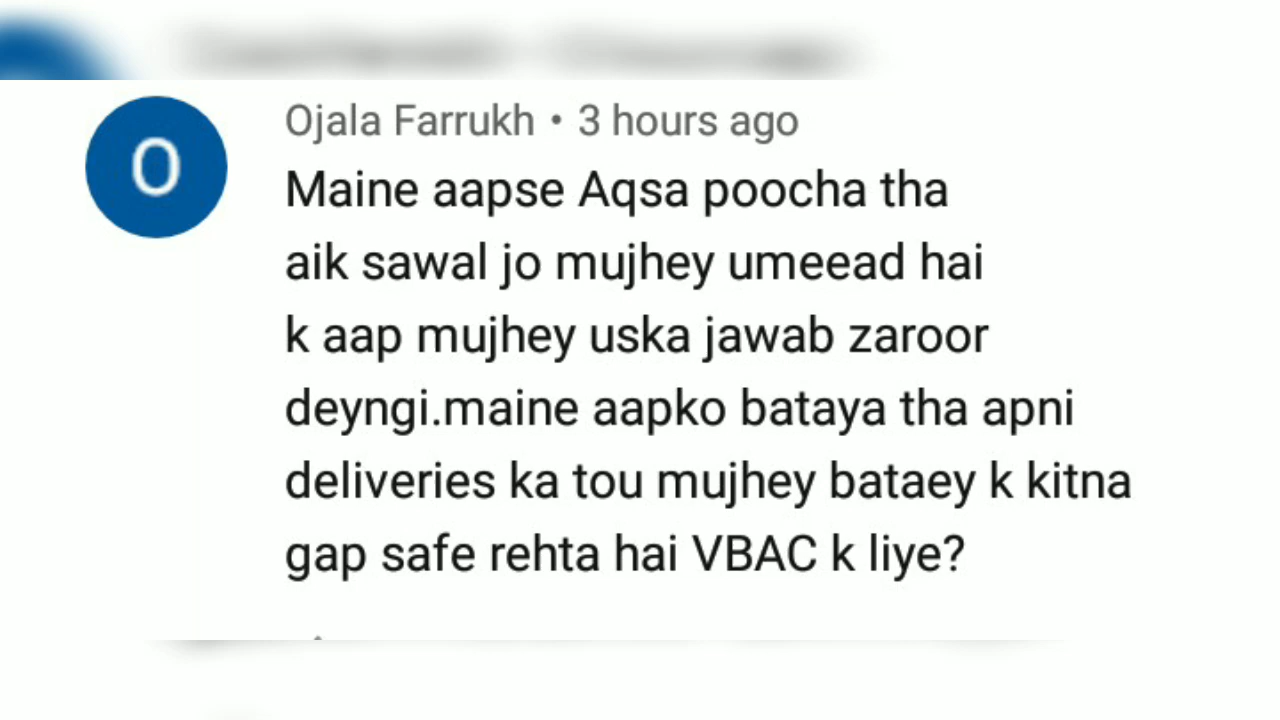 O
Ojala Farrukh • 3 hours ago
Maine aapse Aqsa poocha tha
aik sawal jo mujhey umeead hai
k aap mujhey uska jawab zaroor
deyngi.maine aapko bataya tha apni
deliveries ka tou mujhey bataey k kitna
gap safe rehta hai VBAC k liye?